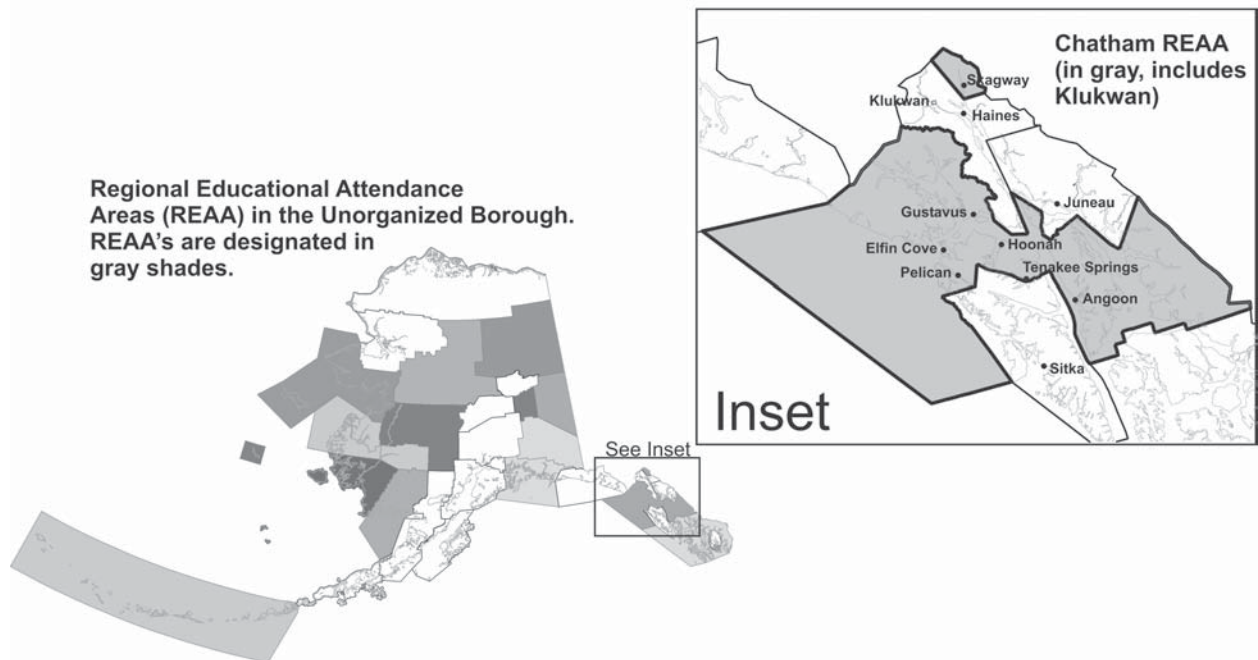 Regional Educational Attendance
Areas (REAA) in the Unorganized Borough.
REAA's are designated in
gray shades.
See Inset
Chatham REAA
(in gray, includes
Klukwan)
Skagway
Klukwan
Haines
Juneau
Gustavus
Elfin Cove
Hoonah
Pelican
Tenakee Springs
Angoon
Sitka
Inset